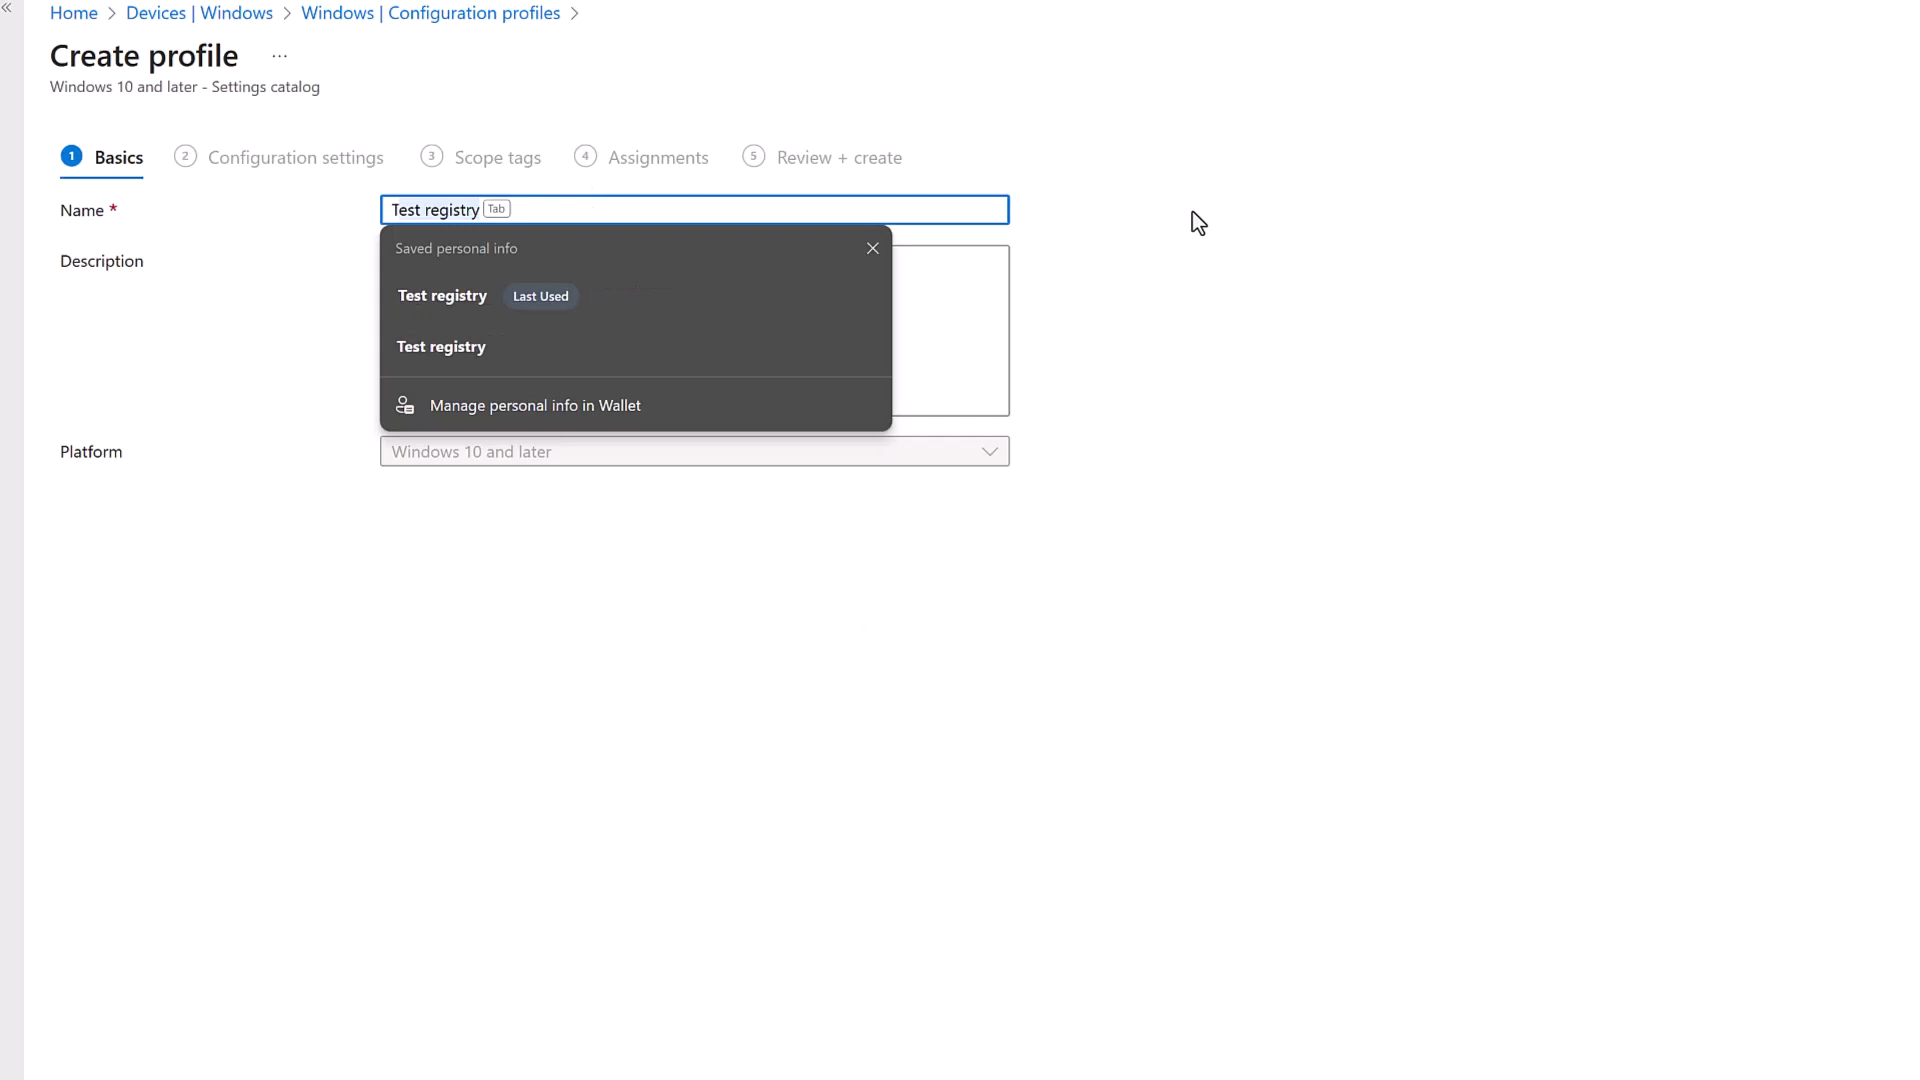 Home > Devices | Windows > Windows | Configuration profiles >
Create profile ...
Windows 10 and later - Settings catalog
1 Basics 2 Configuration settings 3 Scope tags 4 Assignments 5 Review + create
Name * Test registry Tab
Description
Saved personal info
Test registry Last Used
Test registry
Manage personal info in Wallet
Platform Windows 10 and later